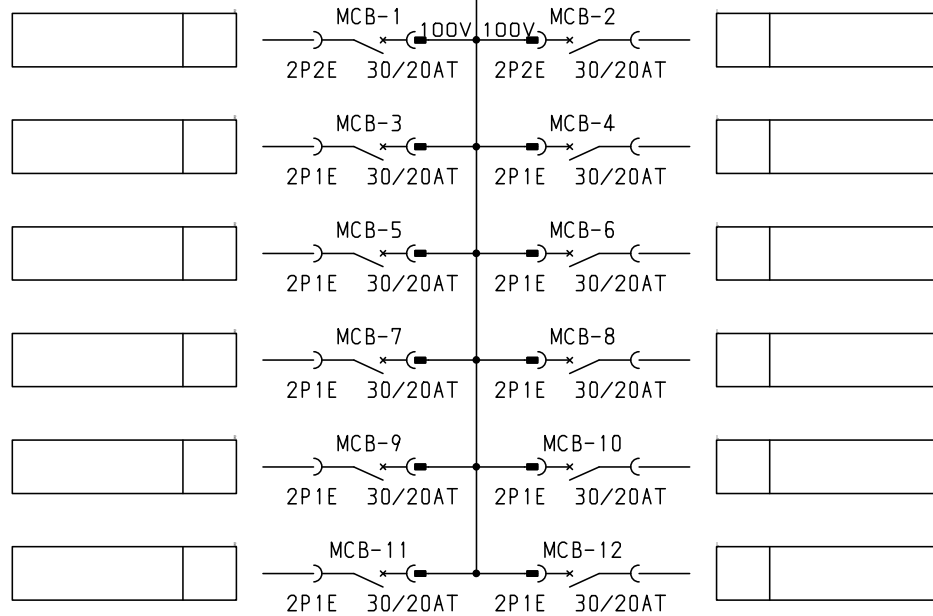 MCB-1 MCB-2
100V 100V
2P2E 30/20AT 2P2E 30/20AT
MCB-3 MCB-4
2P1E 30/20AT 2P1E 30/20AT
MCB-5 MCB-6
2P1E 30/20AT 2P1E 30/20AT
MCB-7 MCB-8
2P1E 30/20AT 2P1E 30/20AT
MCB-9 MCB-10
2P1E 30/20AT 2P1E 30/20AT
MCB-11 MCB-12
2P1E 30/20AT 2P1E 30/20AT